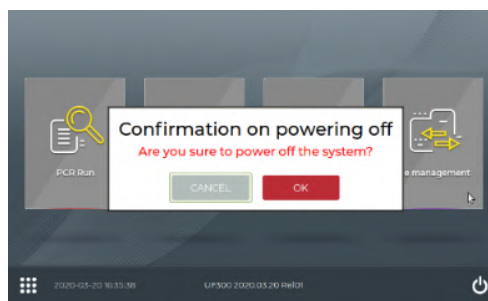 Confirmation on powering off
Are you sure to power off the system?
CANCEL
OK
PCR Run
e management
2020-03-20 16:35:38
UF300 2020.03.20 Rel01